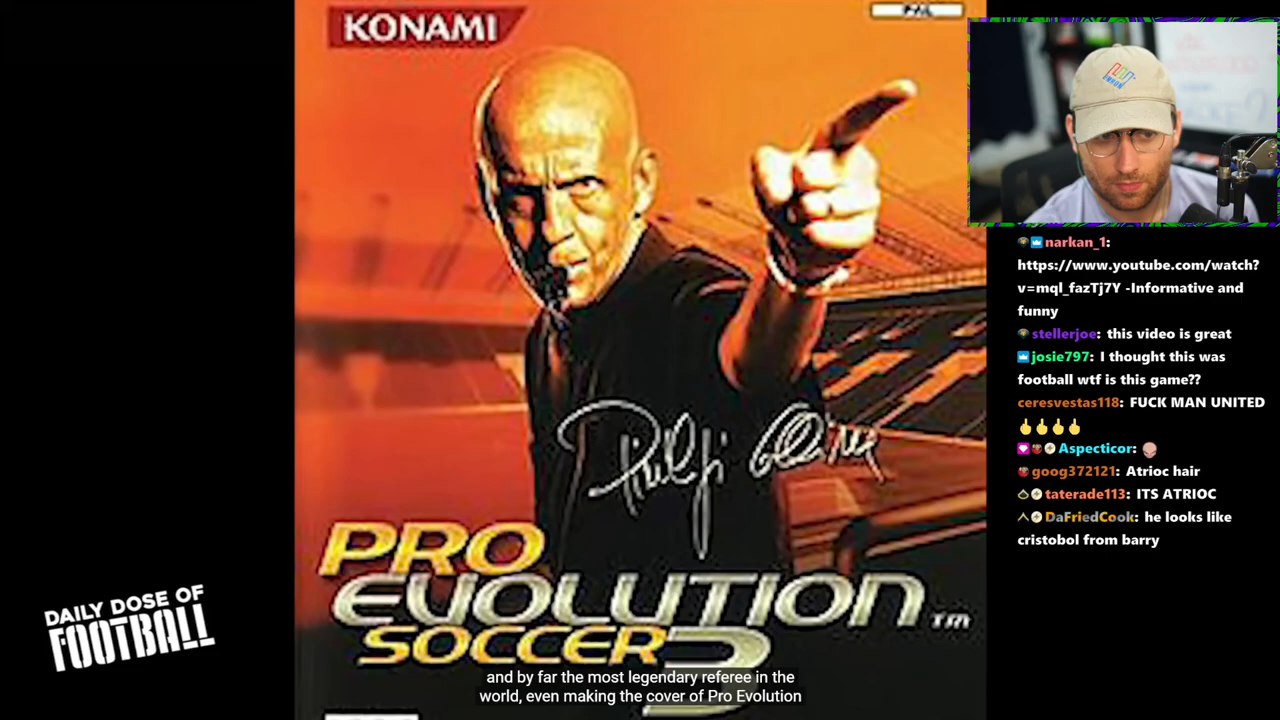 KONAMI
PAL
PRO
EVOLUTION™
SOCCER 3
DAILY DOSE OF
FOOTBALL
and by far the most legendary referee in the
world, even making the cover of Pro Evolution
narkan_1:
https://www.youtube.com/watch?
v=mql_fazTj7Y -Informative and
funny
stellerjoe: this video is great
josie797: I thought this was
football wtf is this game??
ceresvestas118: FUCK MAN UNITED
🖕🖕🖕🖕
Aspecticor:
goog372121: Atrioc hair
taterade113: ITS ATRIOC
DaFriedCook: he looks like
cristobol from barry